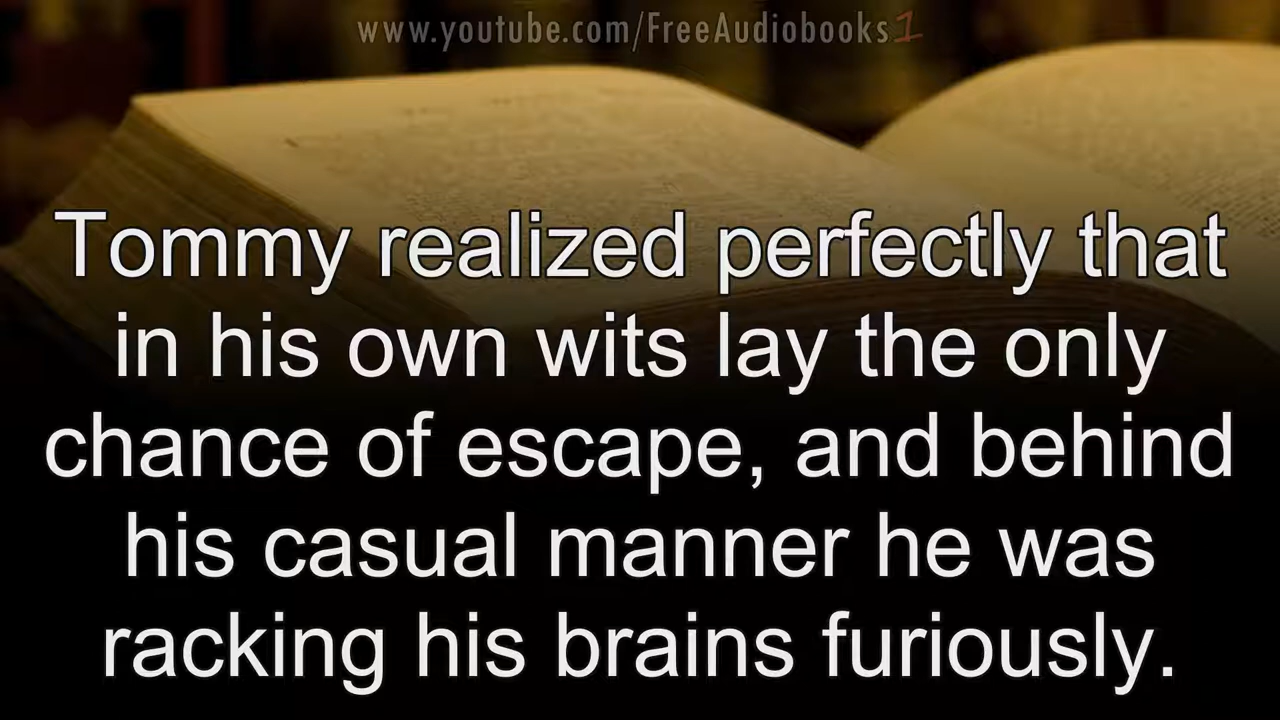 www.youtube.com/FreeAudiobooks1
Tommy realized perfectly that
in his own wits lay the only
chance of escape, and behind
his casual manner he was
racking his brains furiously.